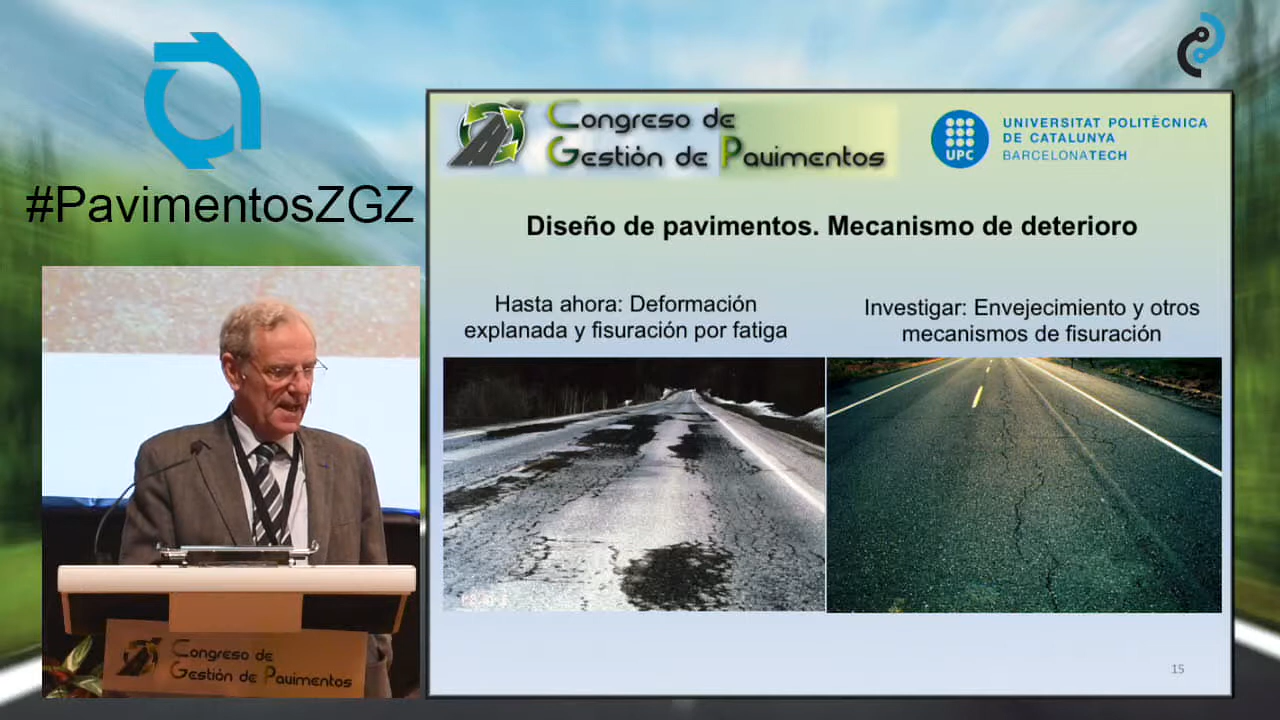 #PavimentosZGZ
Congreso de
Gestión de Pavimentos
UPC
UNIVERSITAT POLITÈCNICA
DE CATALUNYA
BARCELONATECH
Diseño de pavimentos. Mecanismo de deterioro
Hasta ahora: Deformación
explanada y fisuración por fatiga
Investigar: Envejecimiento y otros
mecanismos de fisuración
15
Congreso de
Gestión de Pavimentos